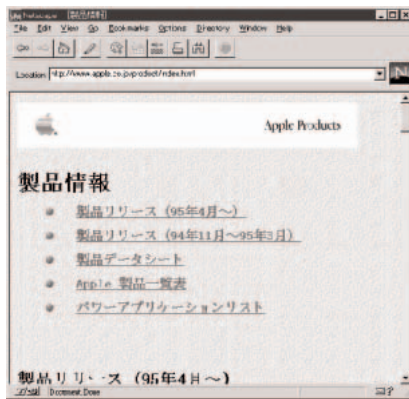 Netscape - [製品情報]
File Edit View Go Bookmarks Options Directory Window Help
Location: http://www.apple.co.jp/product/index.html
Apple Products
製品情報
製品リリース (95年4月～)
製品リリース (94年11月～95年3月)
製品データシート
Apple 製品一覧表
パワーアプリケーションリスト
製品リリース (95年4月～)
Document Done